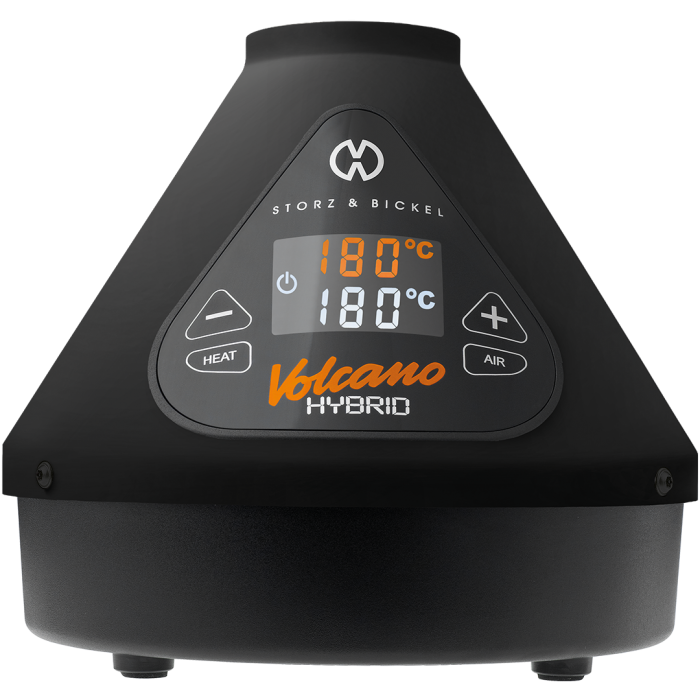 STORZ & BICKEL
180°C
180°C
− +
HEAT AIR
Volcano
HYBRID